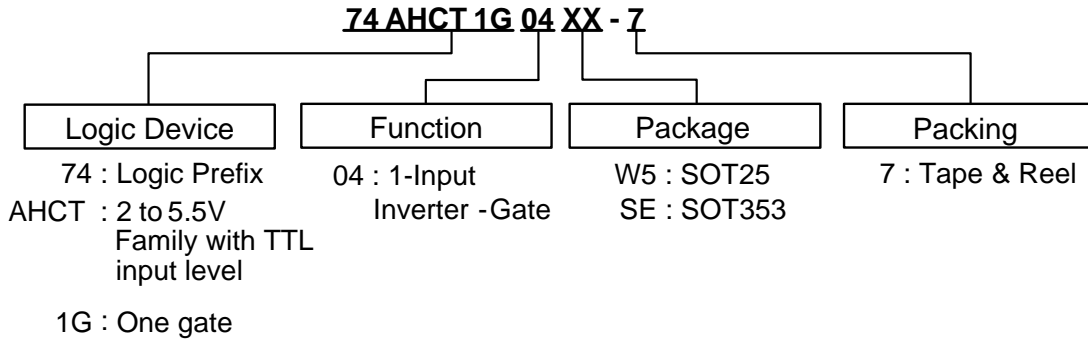 74 AHCT 1G 04 XX - 7
Logic Device
74 : Logic Prefix
AHCT : 2 to 5.5V
Family with TTL
input level
1G : One gate
Function
04 : 1-Input
Inverter -Gate
Package
W5 : SOT25
SE : SOT353
Packing
7 : Tape & Reel